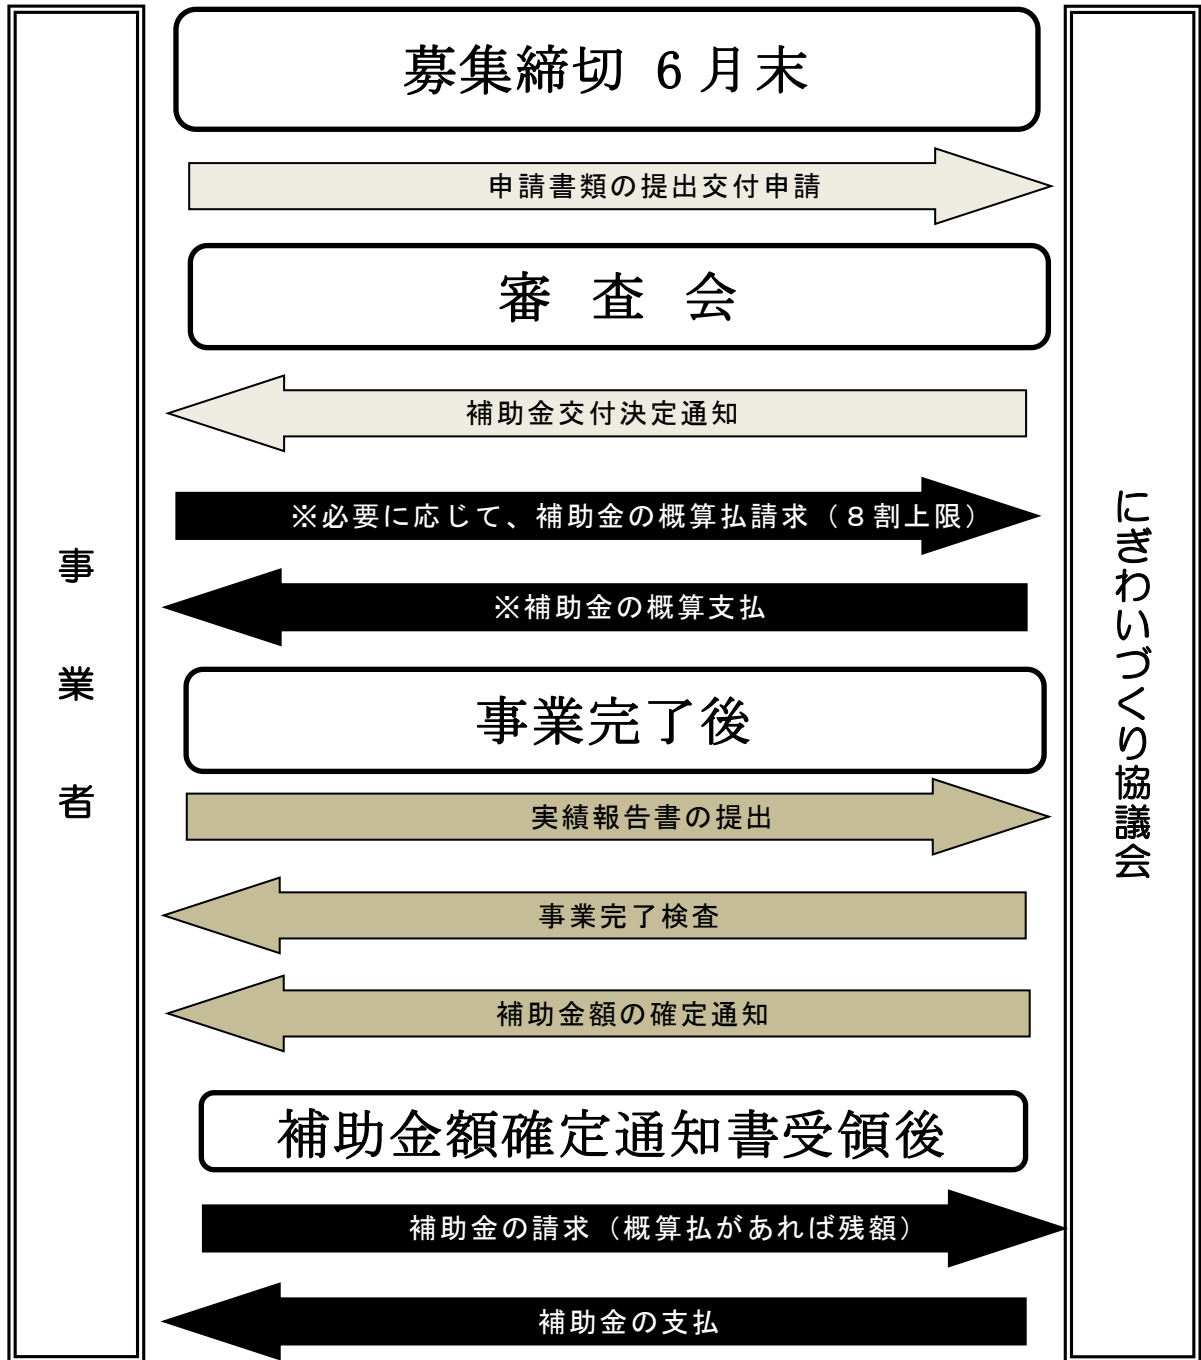 募集締切 6月末
申請書類の提出交付申請
審 査 会
補助金交付決定通知
※必要に応じて、補助金の概算払請求（８割上限）
※補助金の概算支払
事業完了後
実績報告書の提出
事業完了検査
補助金額の確定通知
補助金額確定通知書受領後
補助金の請求（概算払があれば残額）
補助金の支払
事業者
にぎわいづくり協議会